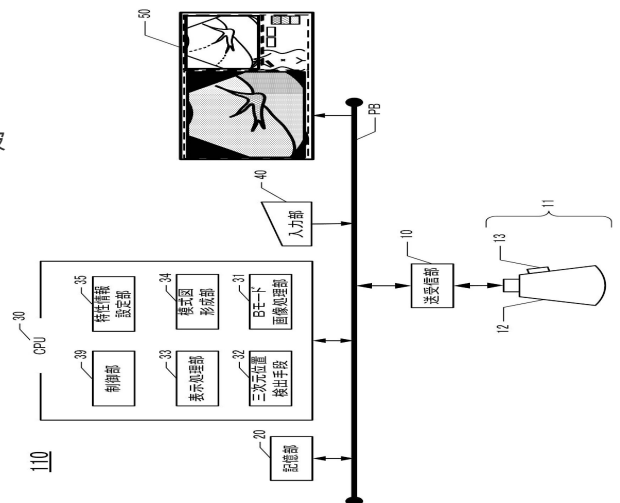 50
PB
40
入力部
30
CPU
39
制御部
35
特性情報
設定部
33
表示処理部
34
模式図
形成部
32
三次元位置
検出手段
31
Bモード
画像処理部
110
20
記憶部
10
送受信部
11
12
13